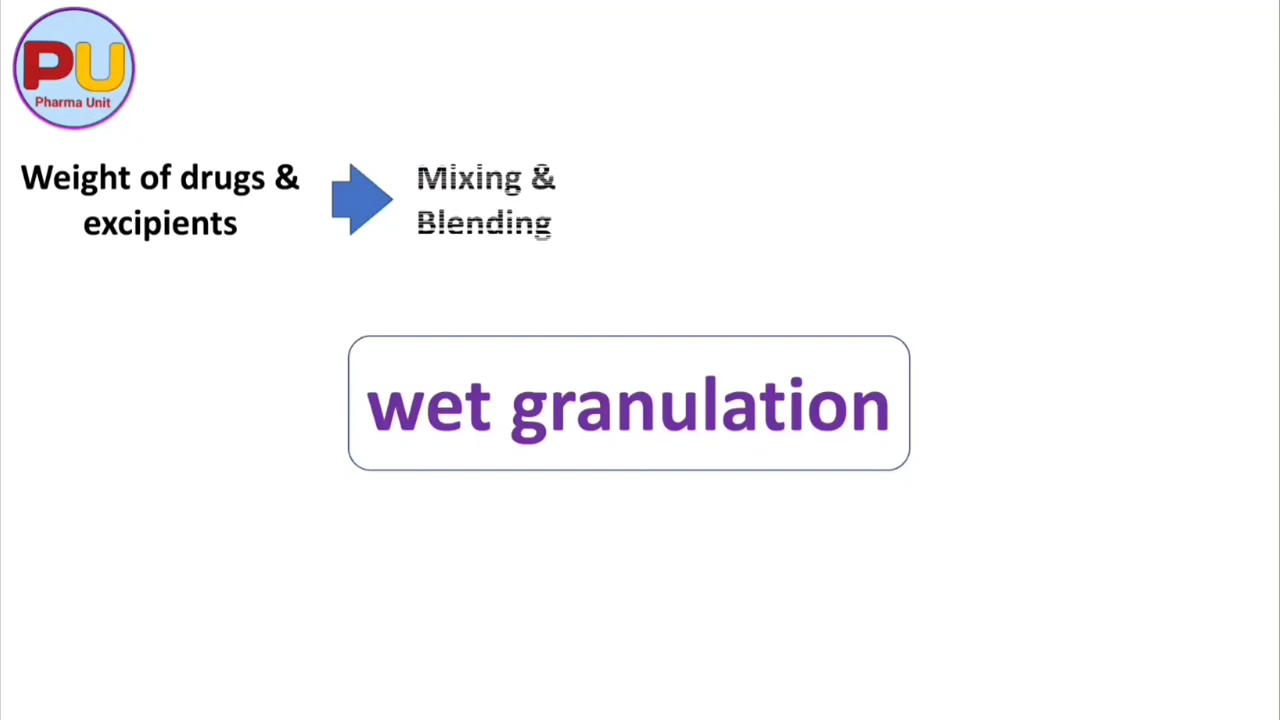 PU
Pharma Unit
Weight of drugs &
excipients
Mixing &
Blending
wet granulation